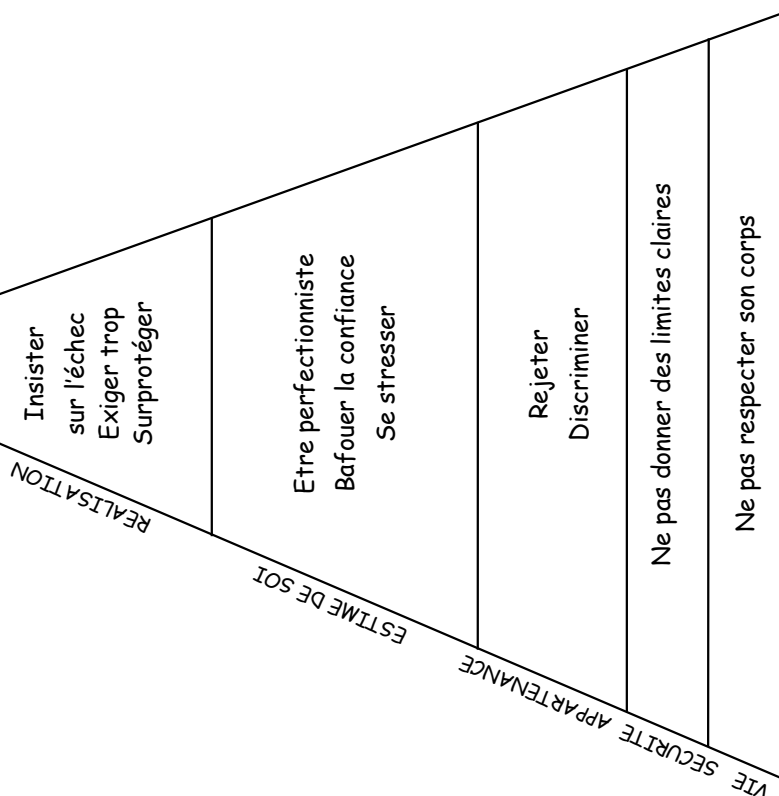 REALISATION
Insister
sur l'échec
Exiger trop
Surprotéger
ESTIME DE SOI
Etre perfectionniste
Bafouer la confiance
Se stresser
APPARTENANCE
Rejeter
Discriminer
SECURITE
Ne pas donner des limites claires
VIE
Ne pas respecter son corps